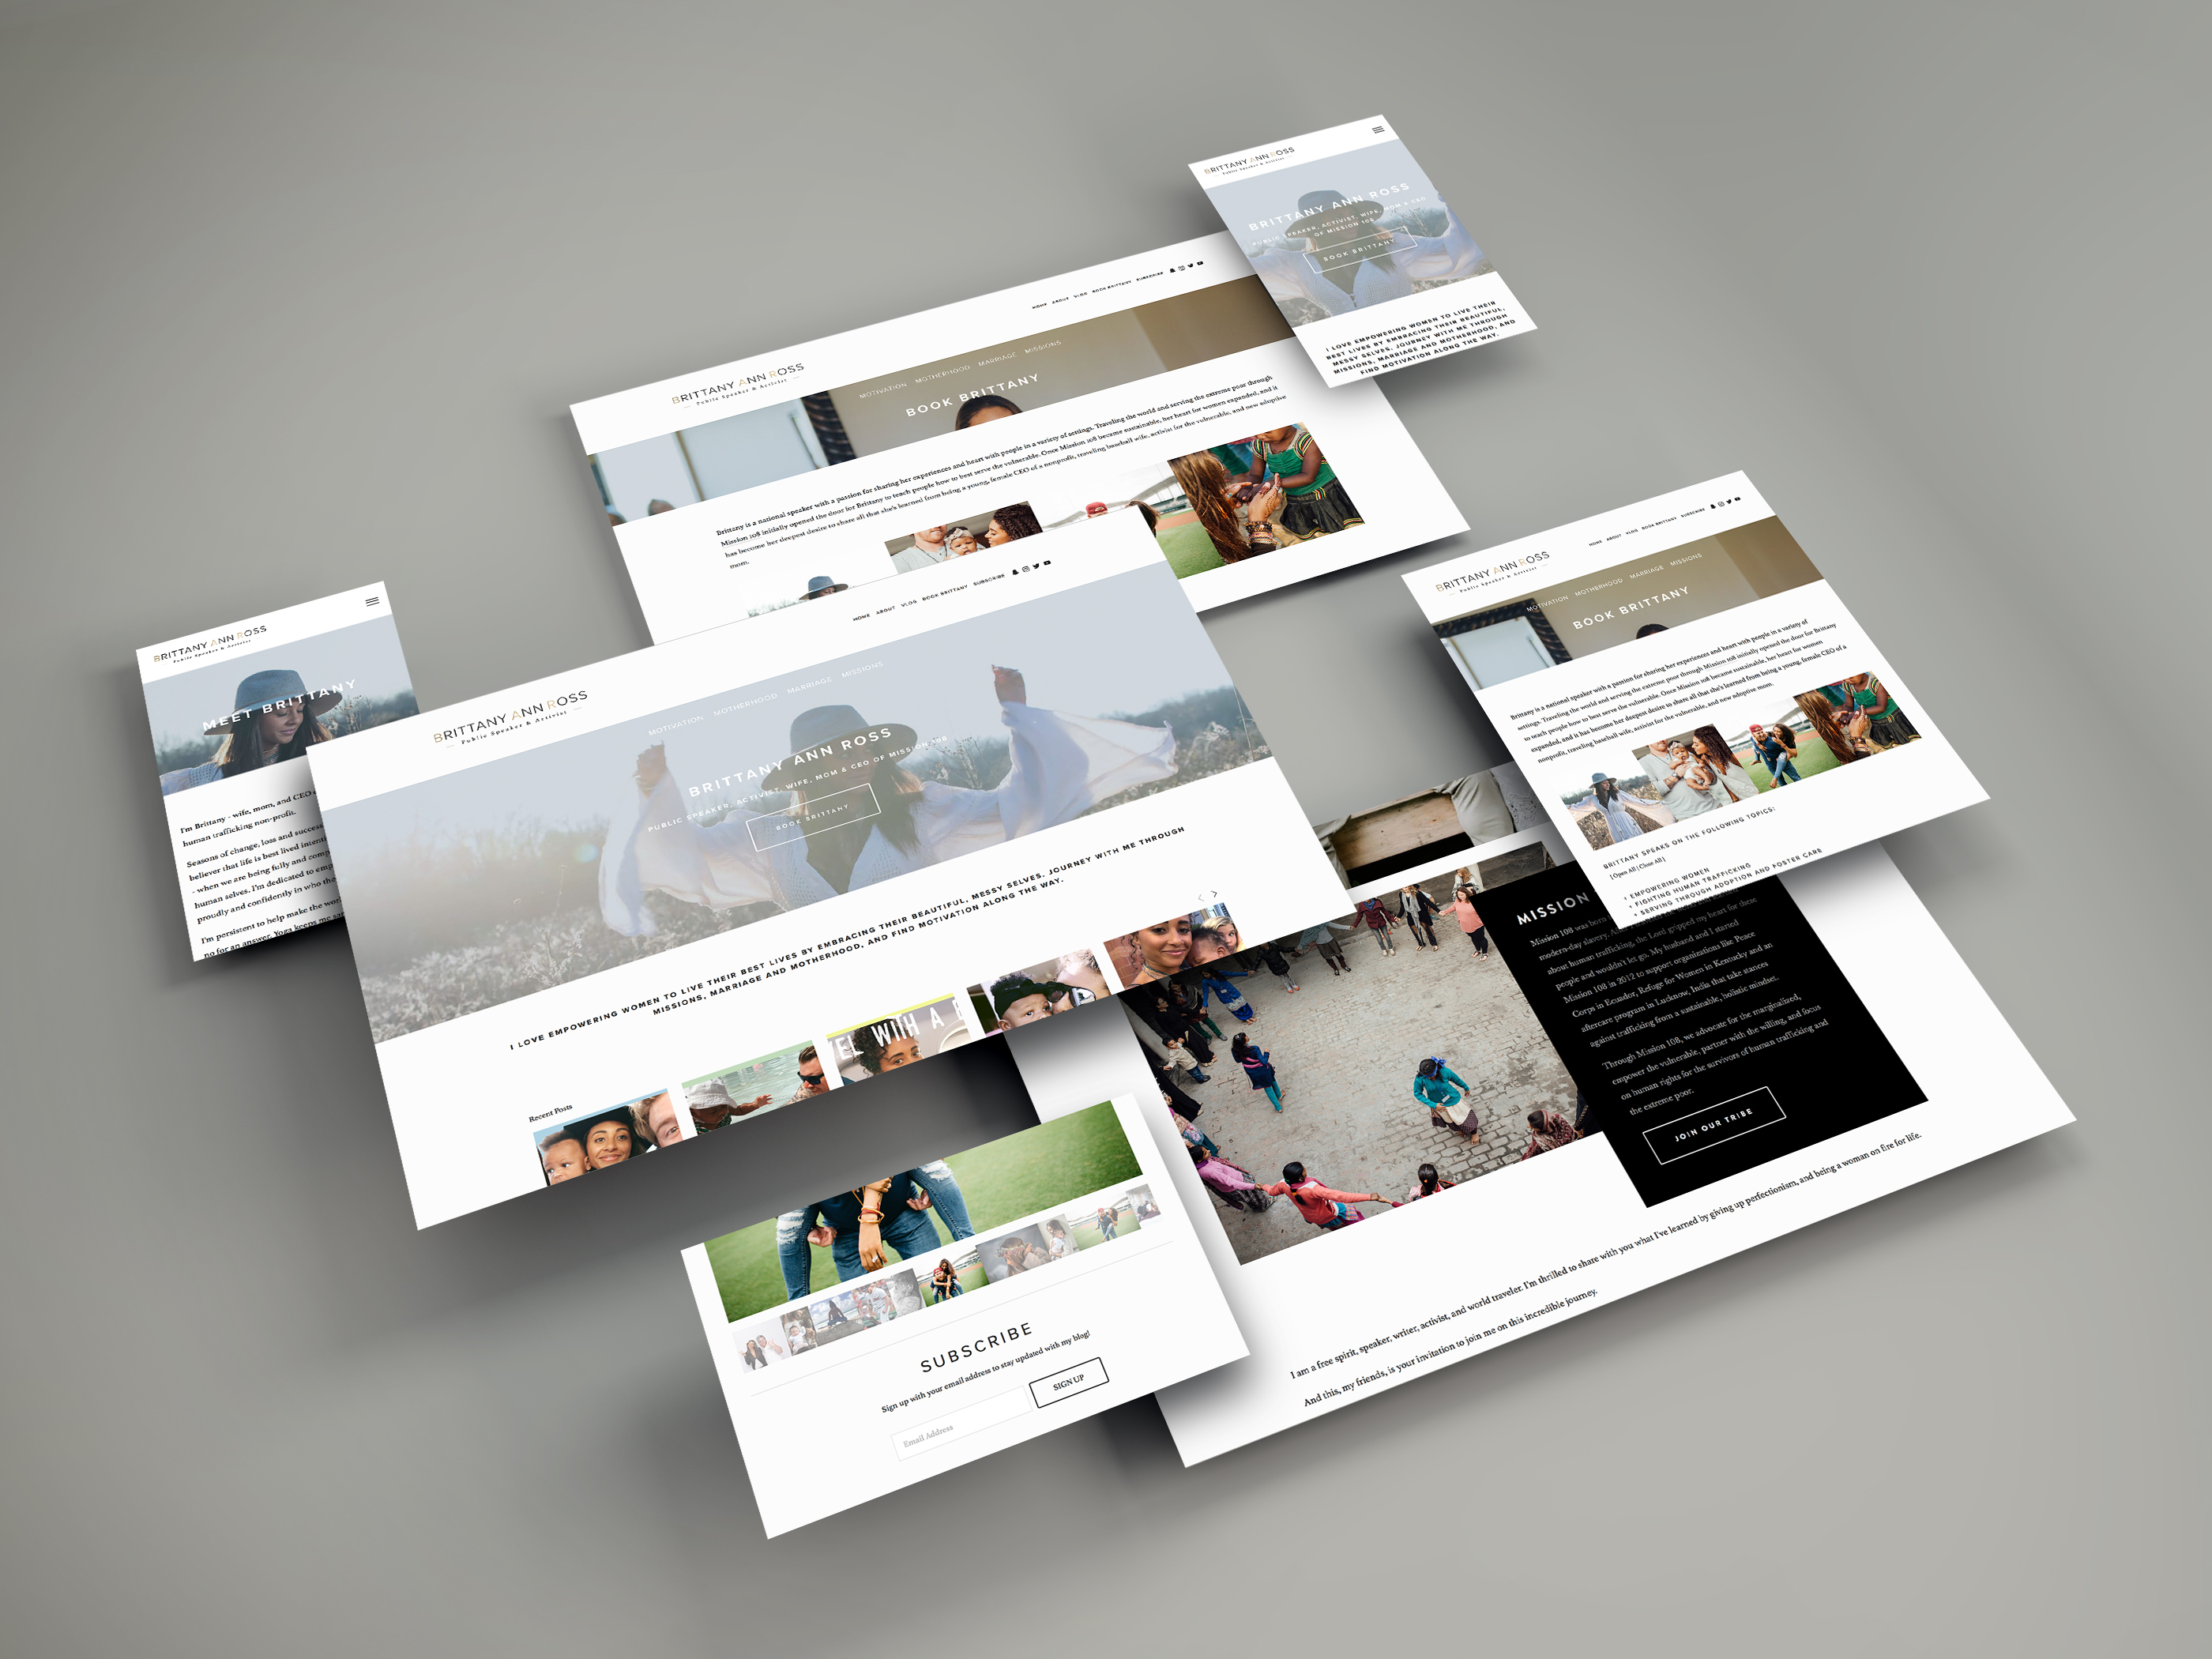 BRITTANY ANN ROSS
Public Speaker & Activist
BRITTANY ANN ROSS
PUBLIC SPEAKER, ACTIVIST, WIFE, MOM & CEO
OF MISSION 108
BOOK BRITTANY
I LOVE EMPOWERING WOMEN TO LIVE THEIR
BEST LIVES BY EMBRACING THEIR BEAUTIFUL,
MESSY SELVES. JOURNEY WITH ME THROUGH
MISSIONS, MARRIAGE AND MOTHERHOOD, AND
FIND MOTIVATION ALONG THE WAY.
HOME ABOUT VLOG BOOK BRITTANY SUBSCRIBE
BRITTANY ANN ROSS
Public Speaker & Activist
MOTIVATION MOTHERHOOD MARRIAGE MISSIONS
BOOK BRITTANY
Brittany is a national speaker with a passion for sharing her experiences and heart with people in a variety of settings. Traveling the world and serving the extreme poor through
Mission 108 initially opened the door for Brittany to teach people how to best serve the vulnerable. Once Mission 108 became sustainable, her heart for women expanded, and it
has become her deepest desire to share all that she's learned from being a young, female CEO of a nonprofit, traveling baseball wife, activist for the vulnerable, and new adoptive
mom.
BRITTANY ANN ROSS
Public Speaker & Activist
MEET BRITTANY
I'm Brittany - wife, mom, and CEO
human trafficking non-profit.
Seasons of change, loss and success
believer that life is best lived
- when we are being fully and
human selves. I'm dedicated to
proudly and confidently in who
I'm persistent to help make the
no for an answer. Yoga keeps me
HOME ABOUT VLOG BOOK BRITTANY SUBSCRIBE
BRITTANY ANN ROSS
Public Speaker & Activist
MOTIVATION MOTHERHOOD MARRIAGE MISSIONS
BRITTANY ANN ROSS
PUBLIC SPEAKER, ACTIVIST, WIFE, MOM & CEO OF MISSION 108
BOOK BRITTANY
I LOVE EMPOWERING WOMEN TO LIVE THEIR BEST LIVES BY EMBRACING THEIR BEAUTIFUL, MESSY SELVES. JOURNEY WITH ME THROUGH
MISSIONS, MARRIAGE AND MOTHERHOOD, AND FIND MOTIVATION ALONG THE WAY.
Recent Posts
WITH A
HOME ABOUT VLOG BOOK BRITTANY SUBSCRIBE
BRITTANY ANN ROSS
Public Speaker & Activist
MOTIVATION MOTHERHOOD MARRIAGE MISSIONS
BOOK BRITTANY
Brittany is a national speaker with a passion for sharing her experiences and heart with people in a variety of
settings. Traveling the world and serving the extreme poor through Mission 108 initially opened the door for Brittany
to teach people how to best serve the vulnerable. Once Mission 108 became sustainable, her heart for women
expanded, and it has become her deepest desire to share all that she's learned from being a young, female CEO of a
nonprofit, traveling baseball wife, activist for the vulnerable, and new adoptive mom.
BRITTANY SPEAKS ON THE FOLLOWING TOPICS:
[ Open All | Close All ]
+ EMPOWERING WOMEN
+ FIGHTING HUMAN TRAFFICKING
+ SERVING THROUGH ADOPTION AND FOSTER CARE
MISSION
Mission 108 was born
modern-day slavery,
about human trafficking, the Lord gripped my heart for these
people and wouldn't let go. My husband and I started
Mission 108 in 2012 to support organizations like Peace
Corps in Ecuador, Refuge for Women in Kentucky and an
aftercare program in Lucknow, India that take stances
against trafficking from a sustainable, holistic mindset.
Through Mission 108, we advocate for the marginalized,
empower the vulnerable, partner with the willing, and focus
on human rights for the survivors of human trafficking and
the extreme poor.
JOIN OUR TRIBE
I am a free spirit, speaker, writer, activist, and world traveler. I'm thrilled to share with you what I've learned by giving up perfectionism, and being a woman on fire for life.
And this, my friends, is your invitation to join me on this incredible journey.
SUBSCRIBE
Sign up with your email address to stay updated with my blog!
Email Address
SIGN UP